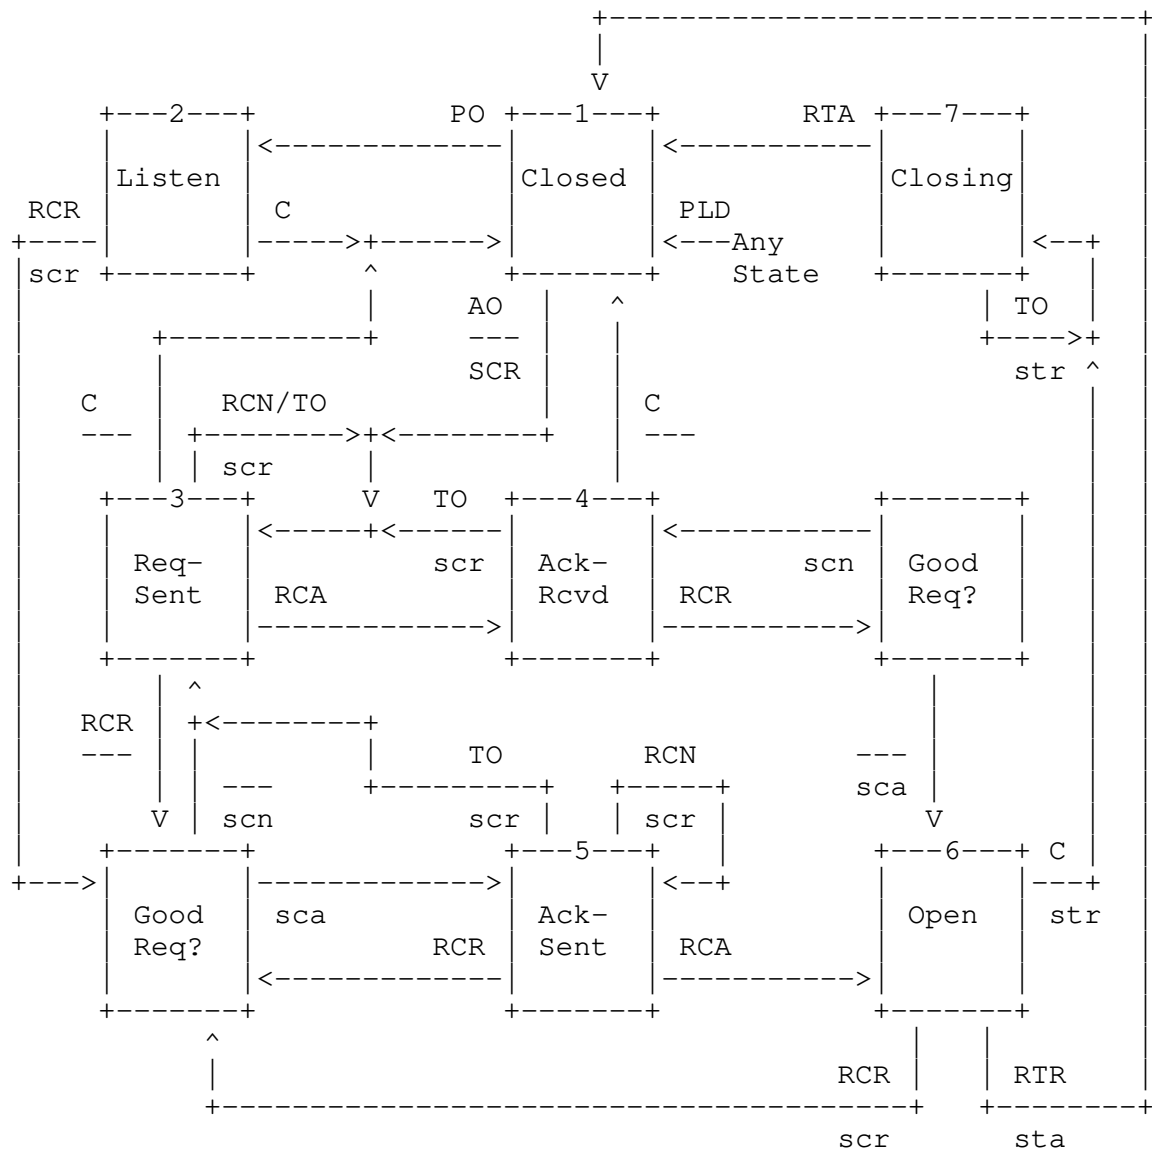 +-------------------------------+
|
V
+---2---+ PO +---1---+ RTA +---7---+
<------------- <------------
Listen Closed Closing
RCR C PLD
+---- ----->+------> <---Any <--+
scr +-------+ ^ +-------+ State +-------+
AO ^ TO
+-----------+ --- +---->+
SCR str ^
C RCN/TO C
--- +-------->+<---------+ ---
scr
+---3---+ V TO +---4---+ +-------+
<-----+<------ <------------
Req- scr Ack- scn Good
Sent RCA Rcvd RCR Req?
-------------> ------------>
+-------+ +-------+ +-------+
^
RCR +<--------+
--- TO RCN ---
--- +---------+ +-----+ sca
V scn scr scr V
+-------+ +---5---+ +---6---+ C
+---> -------------> <--+ ---+
Good sca Ack- Open str
Req? RCR Sent RCA
<------------- ------------>
+-------+ +-------+ +-------+
^
RCR RTR
+---------------------------------------+ +--------+
scr sta